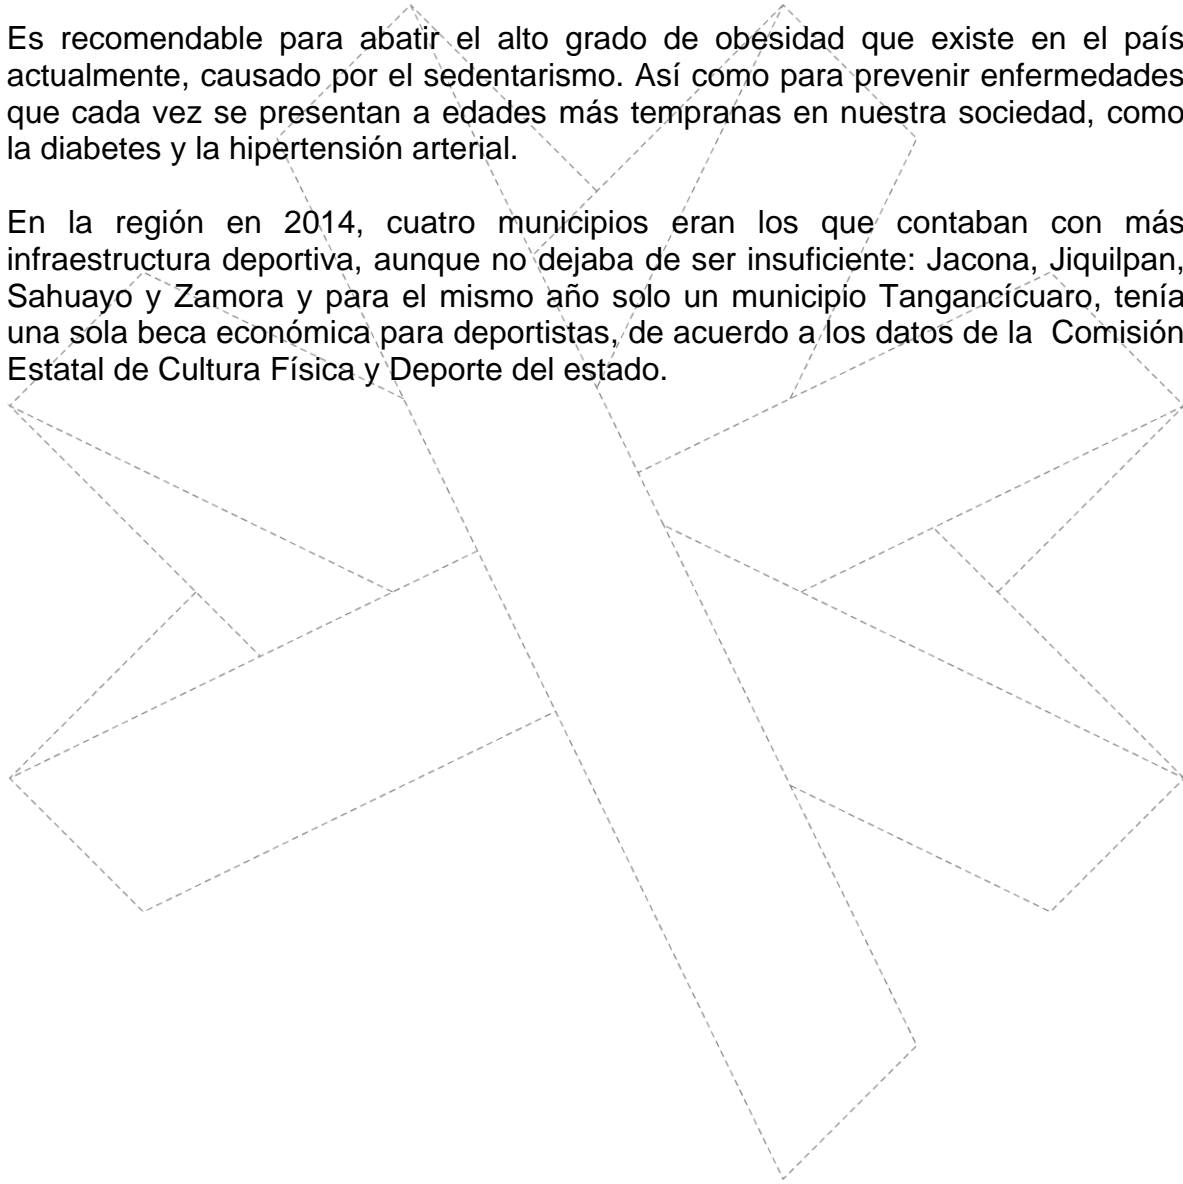 Es recomendable para abatir el alto grado de obesidad que existe en el país
actualmente, causado por el sedentarismo. Así como para prevenir enfermedades
que cada vez se presentan a edades más tempranas en nuestra sociedad, como
la diabetes y la hipertensión arterial.
En la región en 2014, cuatro municipios eran los que contaban con más
infraestructura deportiva, aunque no dejaba de ser insuficiente: Jacona, Jiquilpan,
Sahuayo y Zamora y para el mismo año solo un municipio Tangancícuaro, tenía
una sola beca económica para deportistas, de acuerdo a los datos de la  Comisión
Estatal de Cultura Física y Deporte del estado.